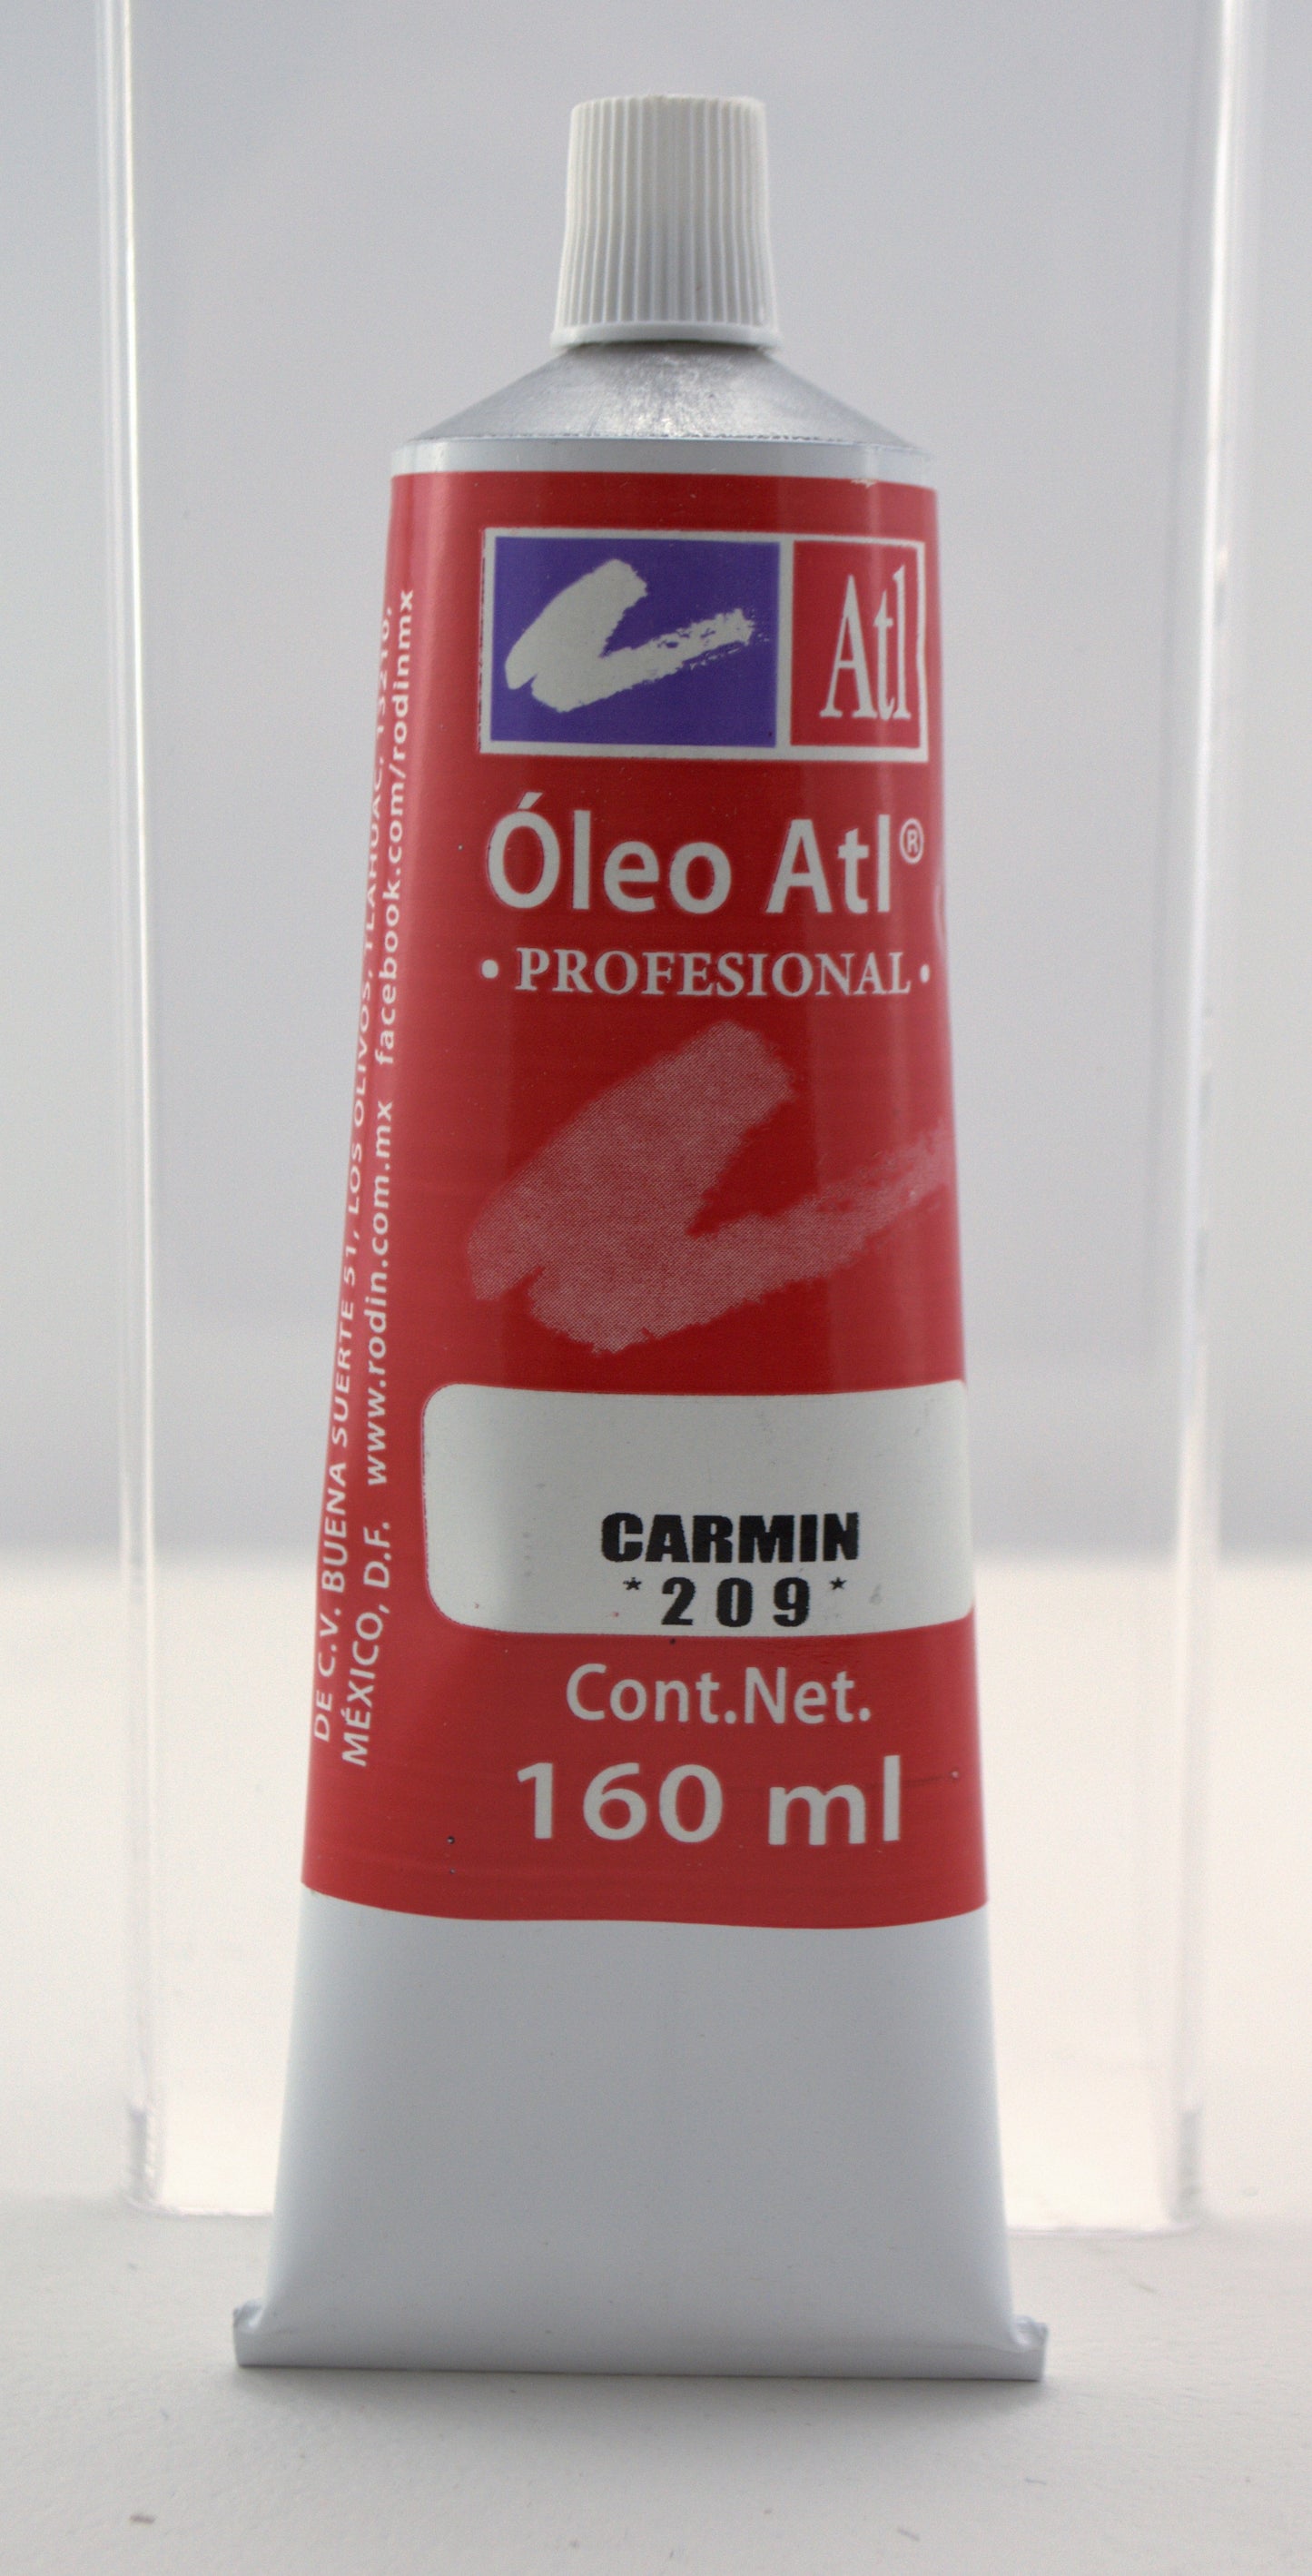 Atl
Óleo Atl®
• PROFESIONAL •
CARMIN
*209*
Cont.Net.
160 ml
DE C.V. BUENA SUERTE 51, LOS OLIVOS, TLAHUAC, 13210,
MÉXICO, D.F. www.rodin.com.mx facebook.com/rodinmx